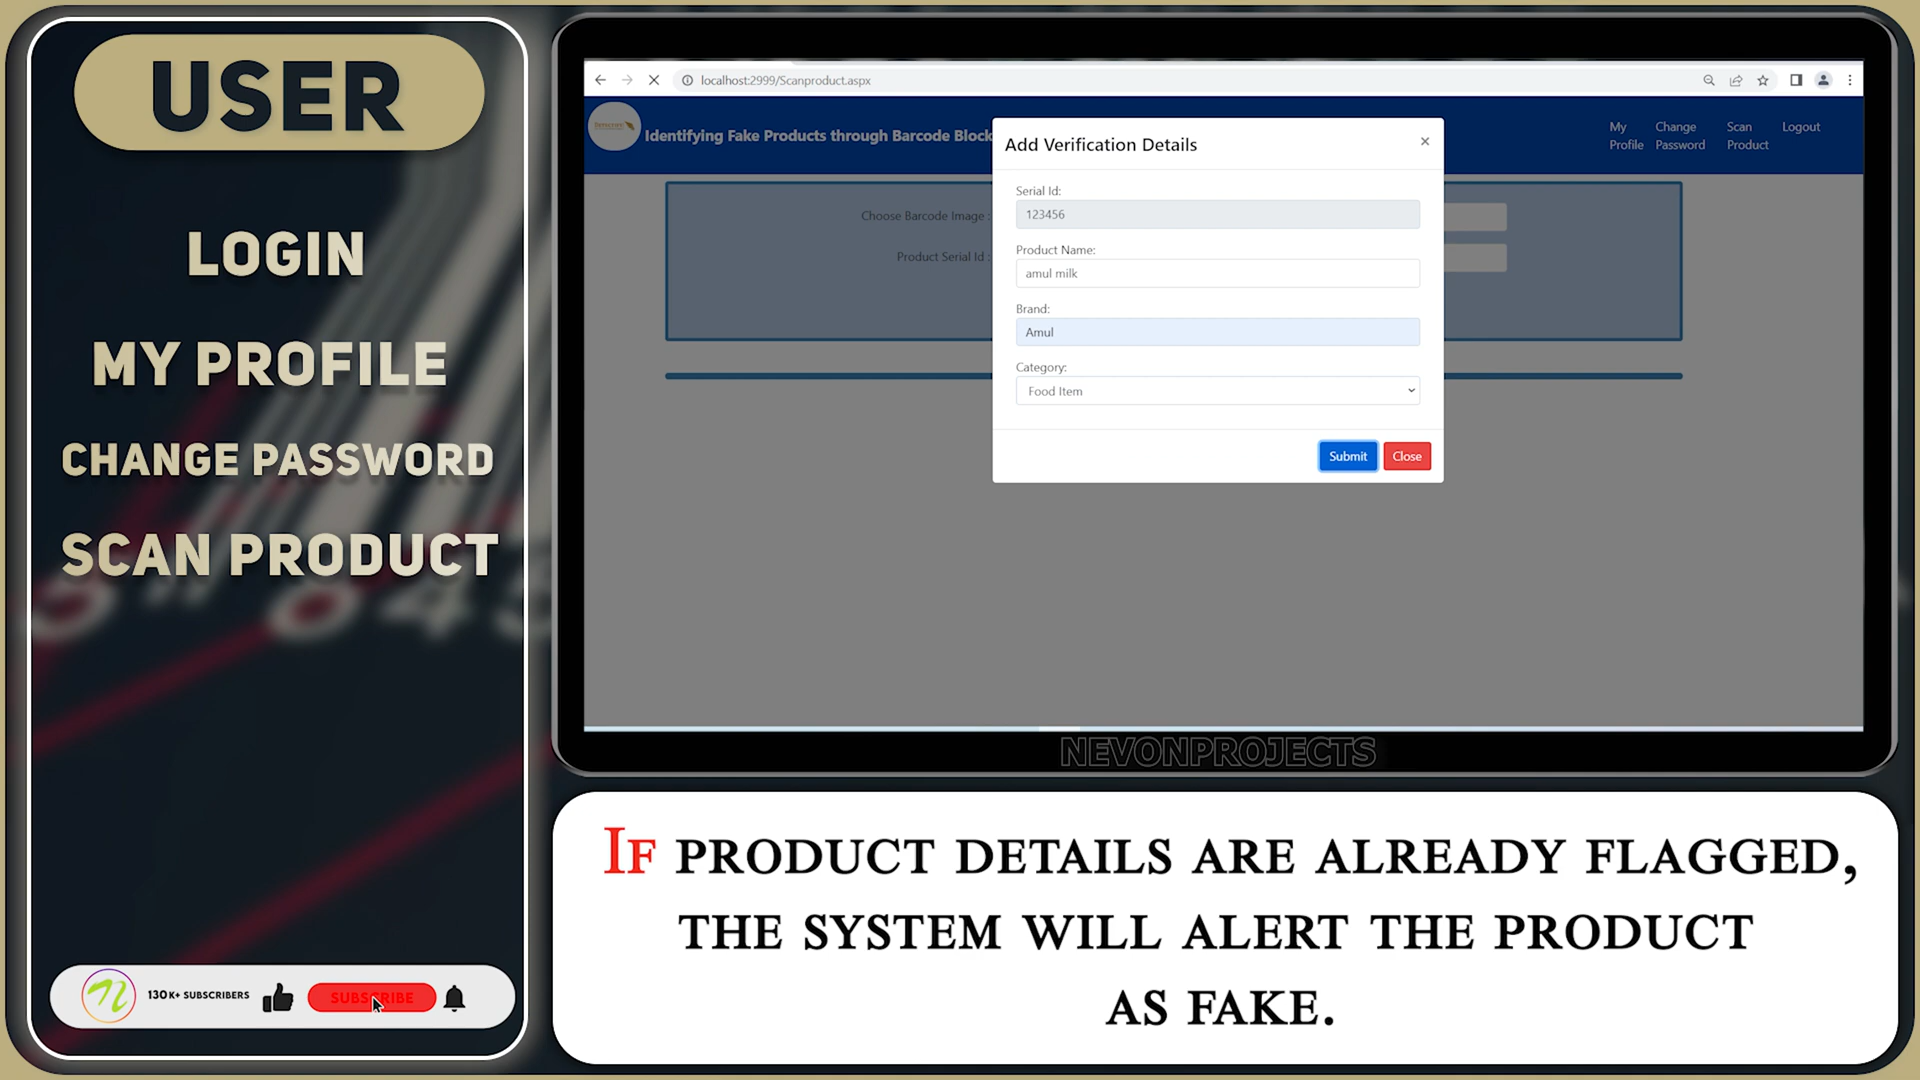 USER
LOGIN
MY PROFILE
CHANGE PASSWORD
SCAN PRODUCT
130K+ SUBSCRIBERS
SUBSCRIBE
localhost:2999/Scanproduct.aspx
Identifying Fake Products through Barcode Block
My Profile
Change Password
Scan Product
Logout
Choose Barcode Image :
Product Serial Id :
Add Verification Details
×
Serial Id:
123456
Product Name:
amul milk
Brand:
Amul
Category:
Food Item
Submit Close
NEVONPROJECTS
IF PRODUCT DETAILS ARE ALREADY FLAGGED,
THE SYSTEM WILL ALERT THE PRODUCT
AS FAKE.